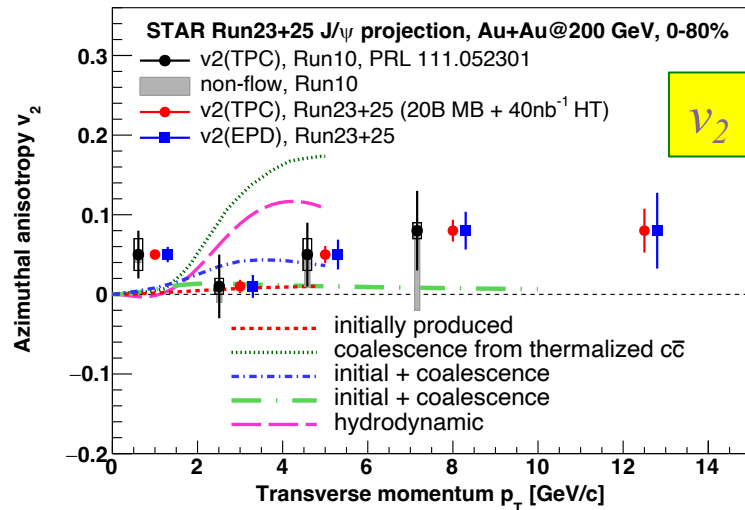 STAR Run23+25 J/ψ projection, Au+Au@200 GeV, 0-80%
v2(TPC), Run10, PRL 111.052301
non-flow, Run10
v2(TPC), Run23+25 (20B MB + 40nb⁻¹ HT)
v2(EPD), Run23+25
v₂
Azimuthal anisotropy v₂
0.3
0.2
0.1
0
−0.1
−0.2
initially produced
coalescence from thermalized cc̅
initial + coalescence
initial + coalescence
hydrodynamic
0 2 4 6 8 10 12 14
Transverse momentum p_T [GeV/c]